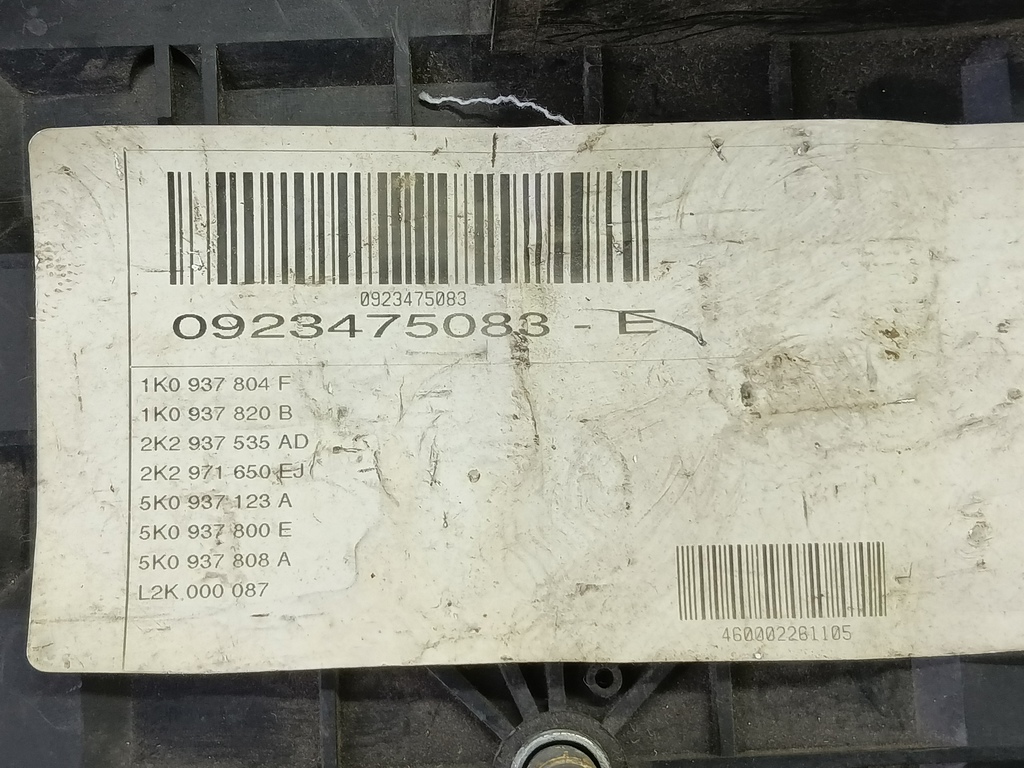 0923475083
0923475083 - E
1K0 937 804 F
1K0 937 820 B
2K2 937 535 AD
2K2 971 650 EJ
5K0 937 123 A
5K0 937 800 E
5K0 937 808 A
L2K 000 087
460002281105